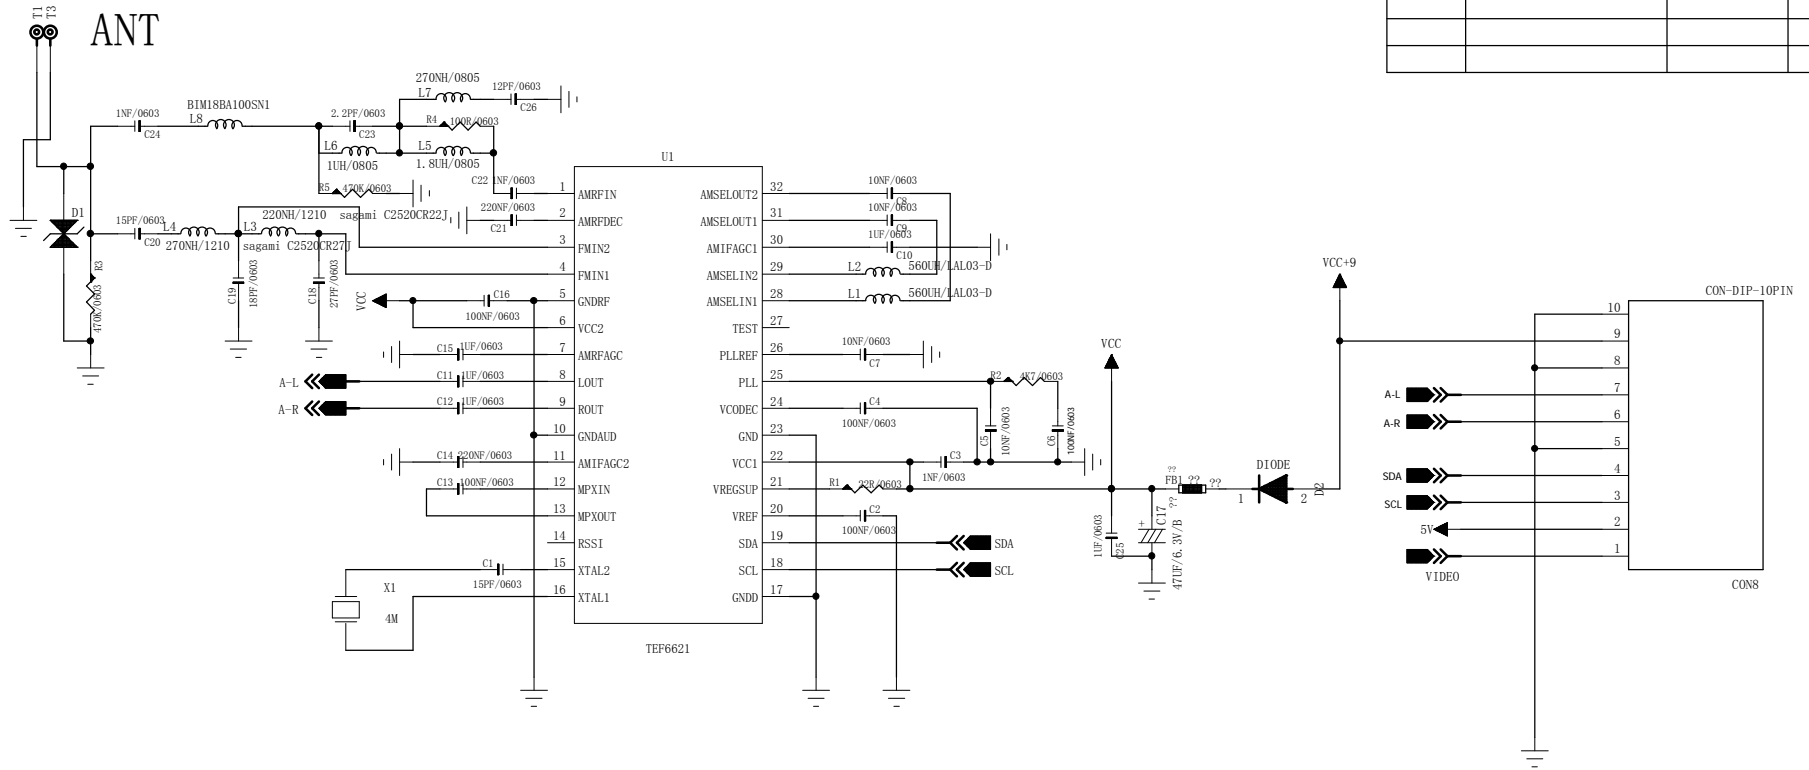 T1
T3
ANT
270NH/0805
L7
12PF/0603
C26
BIM18BA100SN1
1NF/0603
C24
L8
2.2PF/0603
C23
R4
100R/0603
L6
1UH/0805
L5
1.8UH/0805
R5
470K/0603
C22
1NF/0603
220NF/0603
C21
D1
15PF/0603
C20
L4
270NH/1210
220NH/1210
sagami C2520CR22J
L3
sagami C2520CR27J
R3
470K/0603
C19
18PF/0603
C18
27PF/0603
VCC
C16
100NF/0603
C15
1UF/0603
A-L
C11
1UF/0603
A-R
C12
1UF/0603
C14
220NF/0603
C13
100NF/0603
C1
15PF/0603
X1
4M
U1
1 AMRFIN
2 AMRFDEC
3 FMIN2
4 FMIN1
5 GNDRF
6 VCC2
7 AMRFAGC
8 LOUT
9 ROUT
10 GNDAUD
11 AMIFAGC2
12 MPXIN
13 MPXOUT
14 RSSI
15 XTAL2
16 XTAL1
AMSELOUT2 32
AMSELOUT1 31
AMIFAGC1 30
AMSELIN2 29
AMSELIN1 28
TEST 27
PLLREF 26
PLL 25
VCODEC 24
GND 23
VCC1 22
VREGSUP 21
VREF 20
SDA 19
SCL 18
GNDD 17
TEF6621
10NF/0603
C8
10NF/0603
C9
1UF/0603
C10
L2
560UH/LAL03-D
L1
560UH/LAL03-D
10NF/0603
C7
R2
4K7/0603
C4
100NF/0603
C5
10NF/0603
C6
100NF/0603
C3
1NF/0603
R1
22R/0603
C2
100NF/0603
SDA
SCL
VCC
1UF/0603
C25
C17
??
47UF/6.3V/B
+
??
FB1
??
??
DIODE
1
2
D2
VCC+9
CON-DIP-10PIN
10
9
8
A-L
7
A-R
6
5
SDA
4
SCL
3
5V
2
1
VIDEO
CON8